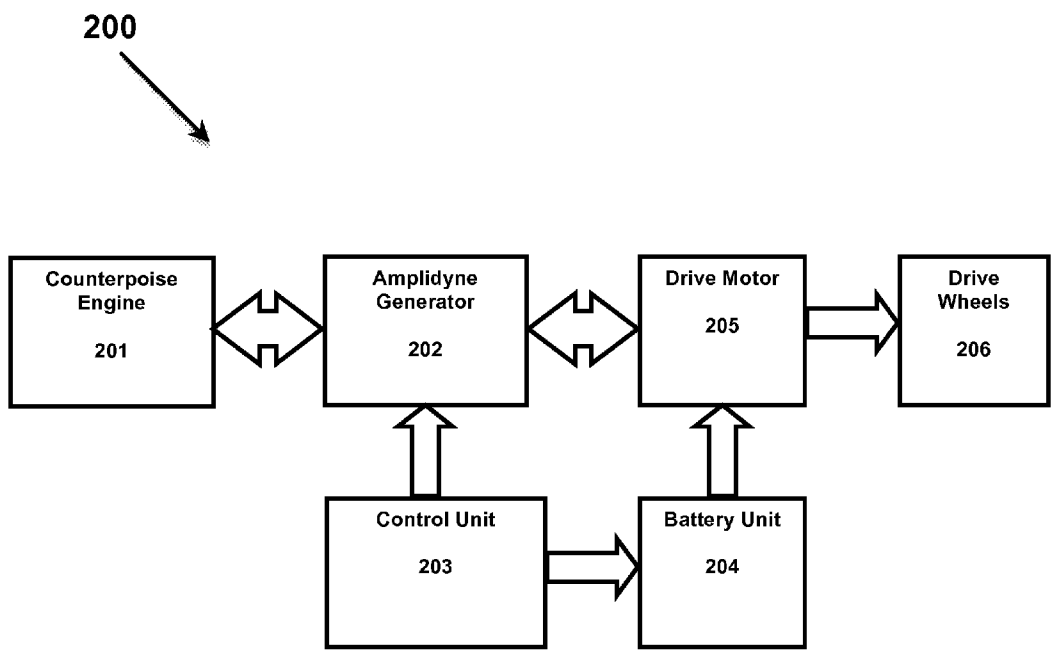 200
Counterpoise
Engine
201
Amplidyne
Generator
202
Drive Motor
205
Drive
Wheels
206
Control Unit
203
Battery Unit
204